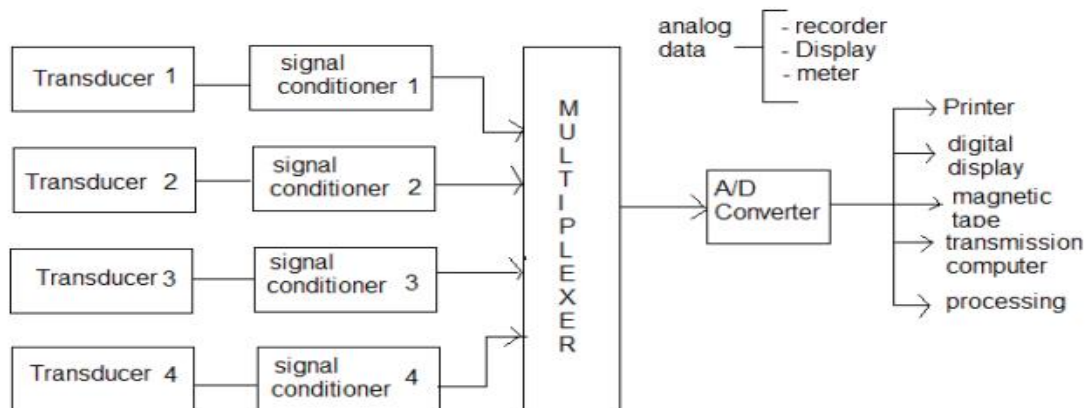 Transducer 1
signal
conditioner 1
Transducer 2
signal
conditioner 2
Transducer 3
signal
conditioner 3
Transducer 4
signal
conditioner 4
MULTIPLEXER
analog
data
- recorder
- Display
- meter
A/D
Converter
Printer
digital
display
magnetic
tape
transmission
computer
processing